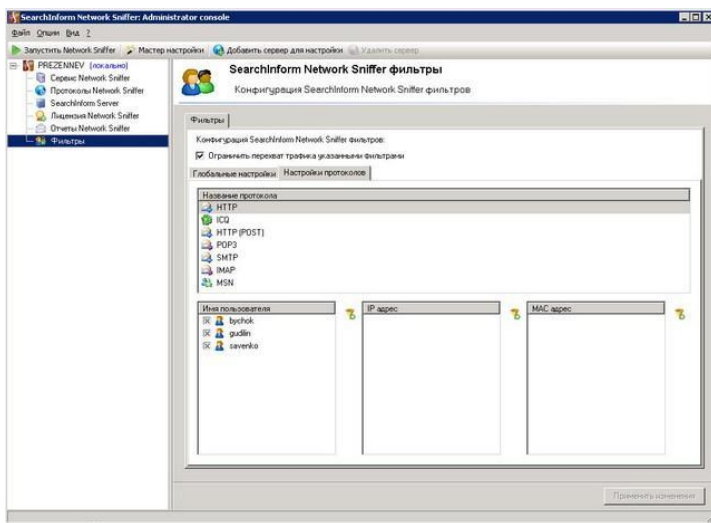 SearchInform Network Sniffer: Administrator console
Файл Опции Вид ?
Запустить Network Sniffer Мастер настройки Добавить сервер для настройки Удалить сервер
PREZENNEV (локально)
Сервис Network Sniffer
Протоколы Network Sniffer
SearchInform Server
Лицензия Network Sniffer
Отчеты Network Sniffer
Фильтры
SearchInform Network Sniffer фильтры
Конфигурация SearchInform Network Sniffer фильтров
Фильтры
Конфигурация SearchInform Network Sniffer фильтров:
Ограничить перехват трафика указанными фильтрами
Глобальные настройки Настройки протоколов
Название протокола
HTTP
ICQ
HTTP (POST)
POP3
SMTP
IMAP
MSN
Имя пользователя IP адрес MAC адрес
bychok
gudilin
savenko
Применить изменения